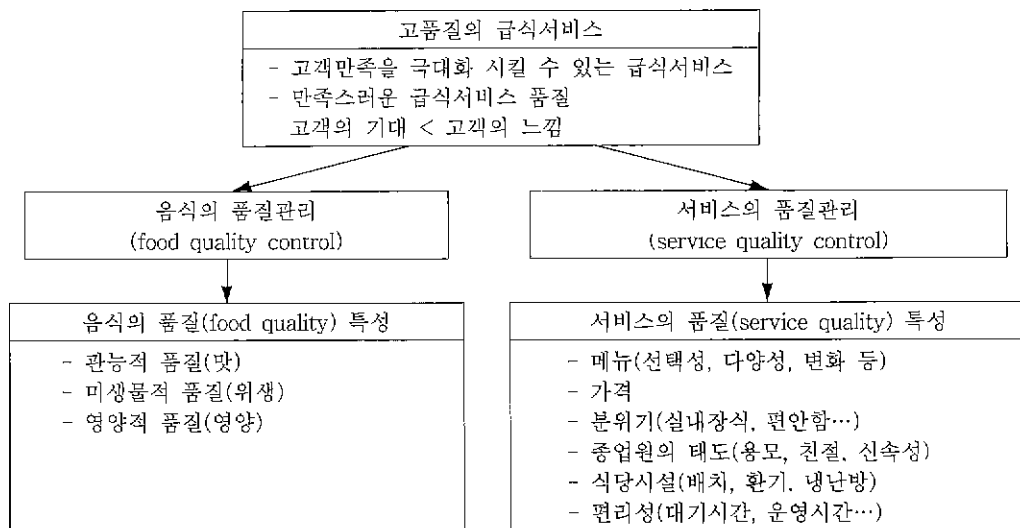 고품질의 급식서비스
- 고객만족을 극대화 시킬 수 있는 급식서비스
- 만족스러운 급식서비스 품질
고객의 기대 < 고객의 느낌
음식의 품질관리
(food quality control)
서비스의 품질관리
(service quality control)
음식의 품질(food quality) 특성
- 관능적 품질(맛)
- 미생물적 품질(위생)
- 영양적 품질(영양)
서비스의 품질(service quality) 특성
- 메뉴(선택성, 다양성, 변화 등)
- 가격
- 분위기(실내장식, 편안함…)
- 종업원의 태도(용모, 친절, 신속성)
- 식당시설(배치, 환기, 냉난방)
- 편리성(대기시간, 운영시간…)